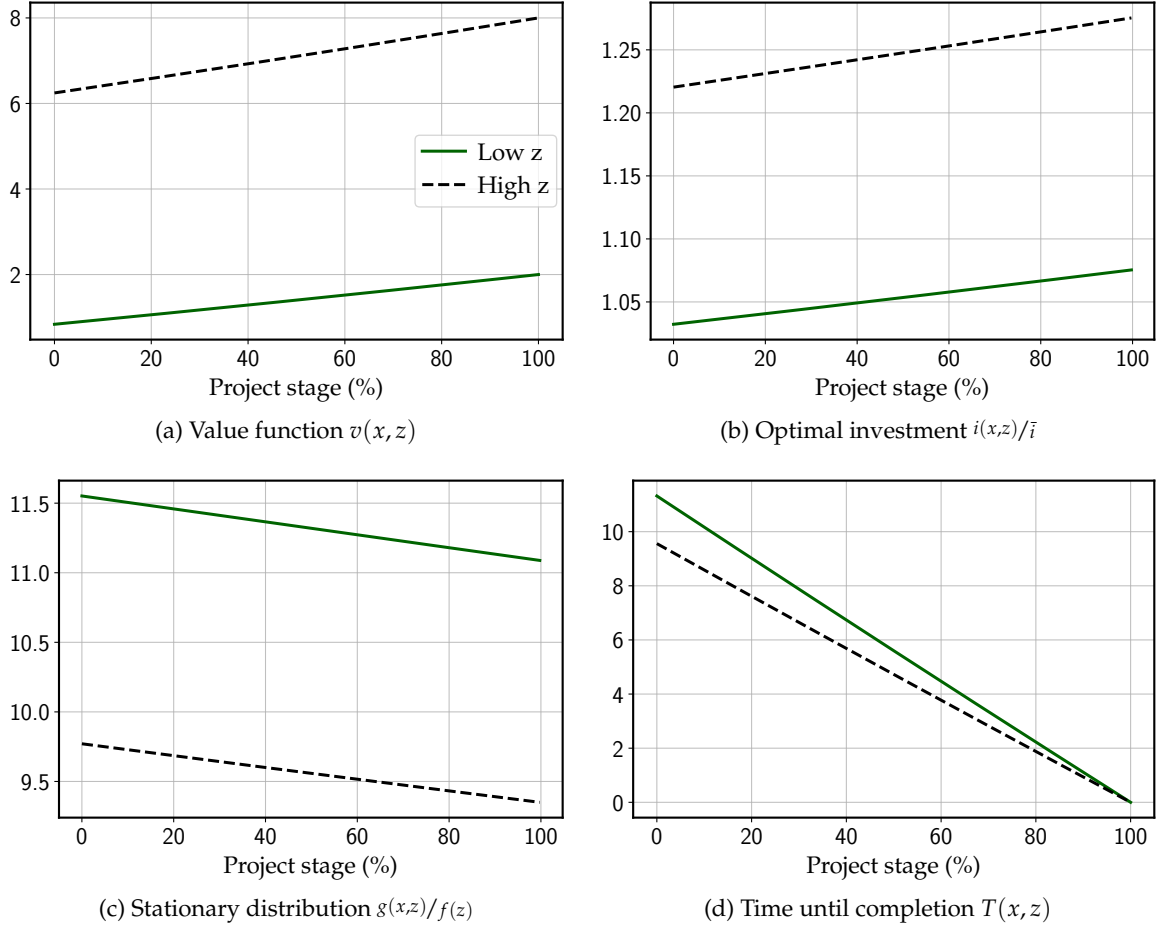 8
6
4
2
0 20 40 60 80 100
Project stage (%)
Low z
High z
(a) Value function v(x, z)
1.25
1.20
1.15
1.10
1.05
0 20 40 60 80 100
Project stage (%)
(b) Optimal investment i(x,z)/ī
11.5
11.0
10.5
10.0
9.5
0 20 40 60 80 100
Project stage (%)
(c) Stationary distribution g(x,z)/f(z)
10
8
6
4
2
0
0 20 40 60 80 100
Project stage (%)
(d) Time until completion T(x, z)